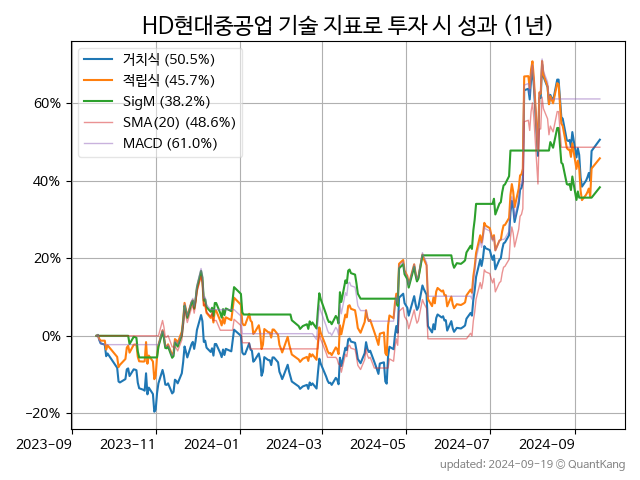 HD현대중공업 기술 지표로 투자 시 성과 (1년)
거치식 (50.5%)
적립식 (45.7%)
SigM (38.2%)
SMA(20) (48.6%)
MACD (61.0%)
60%
40%
20%
0%
−20%
2023-09 2023-11 2024-01 2024-03 2024-05 2024-07 2024-09
updated: 2024-09-19 © QuantKang